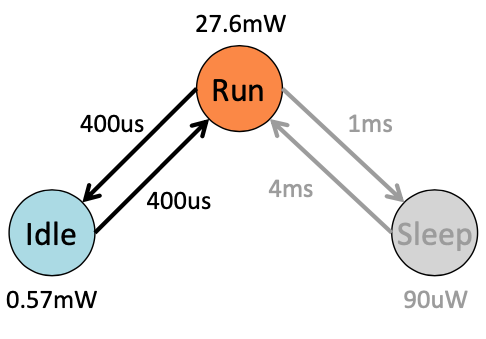 27.6mW
Run
400us
1ms
4ms
400us
Idle
Sleep
0.57mW
90uW